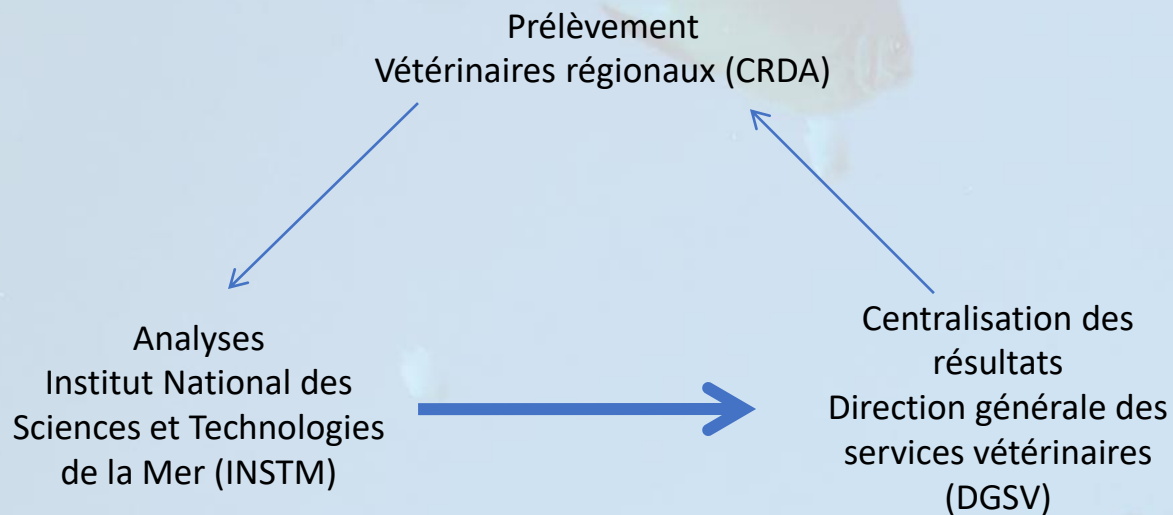 Prélèvement
Vétérinaires régionaux (CRDA)
Analyses
Institut National des
Sciences et Technologies
de la Mer (INSTM)
Centralisation des
résultats
Direction générale des
services vétérinaires
(DGSV)